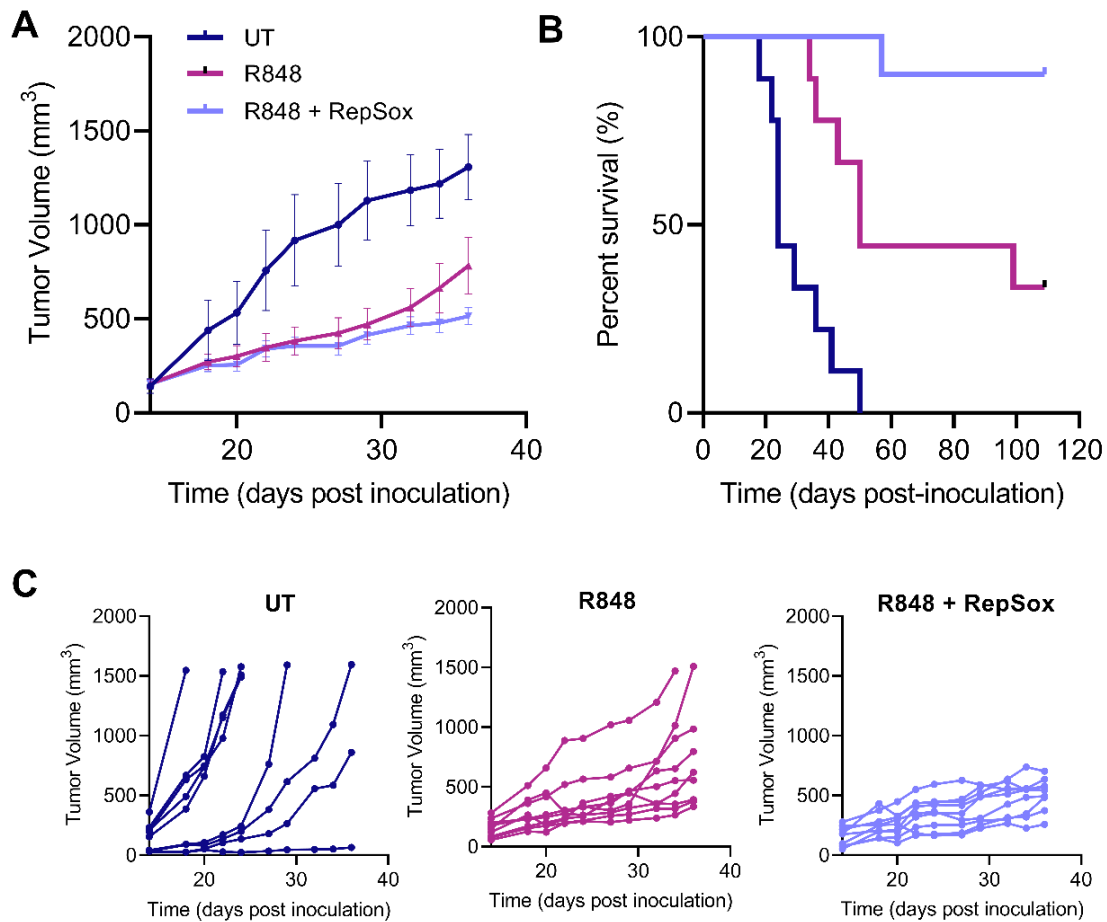 A
2000
1500
1000
500
0
20
30
40
Tumor Volume (mm³)
Time (days post inoculation)
UT
R848
R848 + RepSox
B
100
50
0
0
20
40
60
80
100
120
Percent survival (%)
Time (days post-inoculation)
C
UT
2000
1500
1000
500
0
20
30
40
Tumor Volume (mm³)
Time (days post inoculation)
R848
2000
1500
1000
500
0
20
30
40
Tumor Volume (mm³)
Time (days post inoculation)
R848 + RepSox
2000
1500
1000
500
0
20
30
40
Tumor Volume (mm³)
Time (days post inoculation)